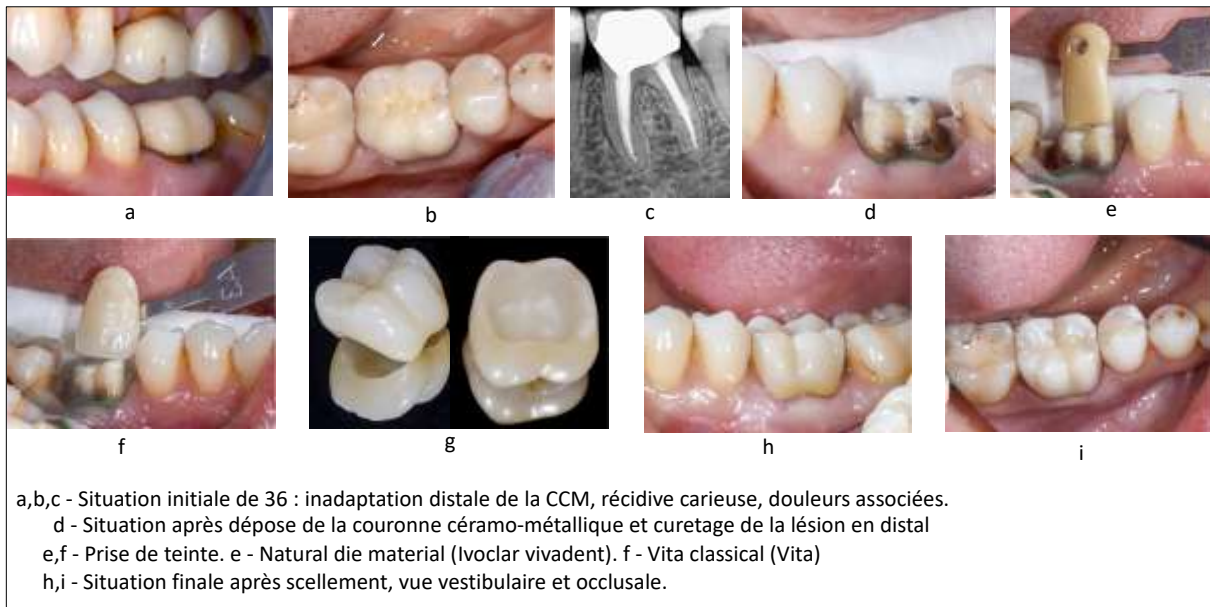 a
b
c
d
e
f
g
h
i
a,b,c - Situation initiale de 36 : inadaptation distale de la CCM, récidive carieuse, douleurs associées.
d - Situation après dépose de la couronne céramo-métallique et curetage de la lésion en distal
e,f - Prise de teinte. e - Natural die material (Ivoclar vivadent). f - Vita classical (Vita)
h,i - Situation finale après scellement, vue vestibulaire et occlusale.